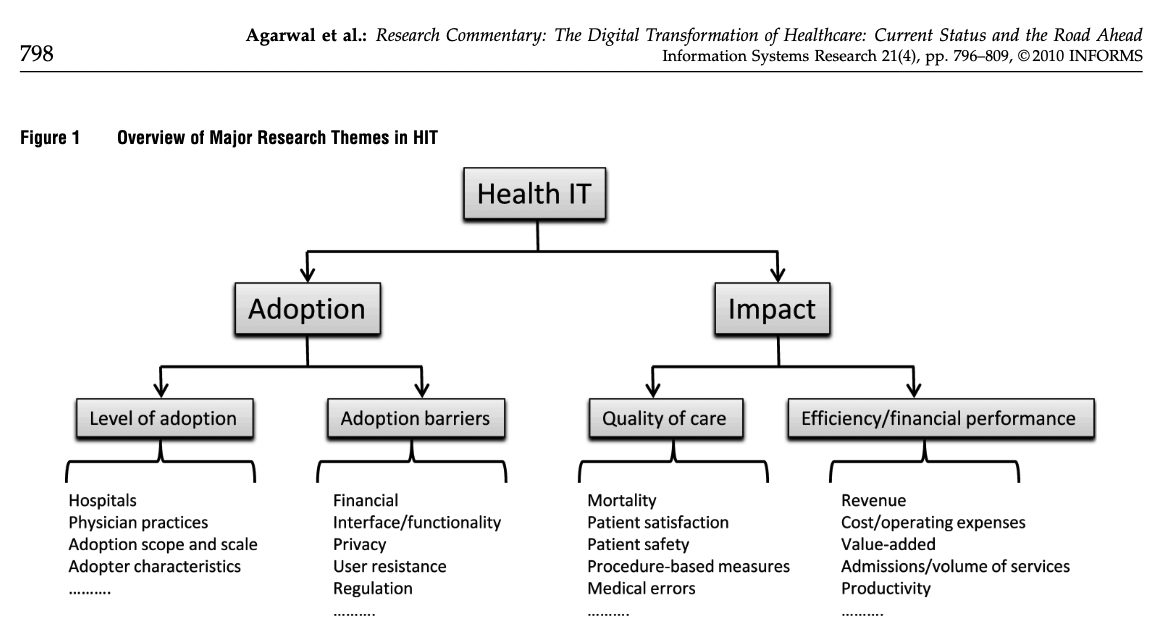 798
Agarwal et al.: Research Commentary: The Digital Transformation of Healthcare: Current Status and the Road Ahead
Information Systems Research 21(4), pp. 796–809, © 2010 INFORMS
Figure 1 Overview of Major Research Themes in HIT
Health IT
Adoption
Impact
Level of adoption
Adoption barriers
Quality of care
Efficiency/financial performance
Hospitals
Physician practices
Adoption scope and scale
Adopter characteristics
..........
Financial
Interface/functionality
Privacy
User resistance
Regulation
..........
Mortality
Patient satisfaction
Patient safety
Procedure-based measures
Medical errors
..........
Revenue
Cost/operating expenses
Value-added
Admissions/volume of services
Productivity
..........